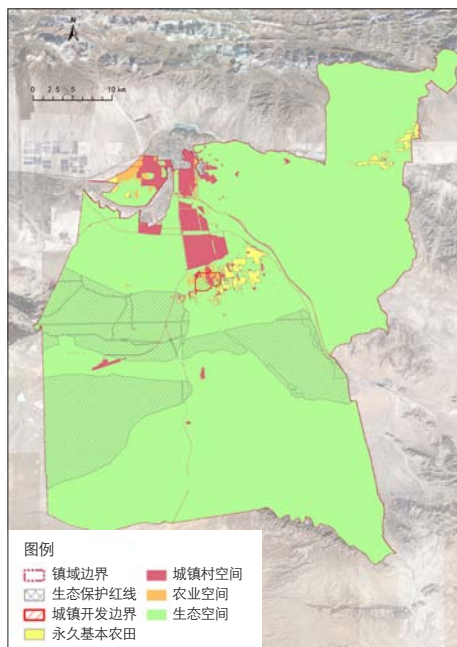 N
0 2.5 5 10 km
图例
镇域边界
生态保护红线
城镇开发边界
永久基本农田
城镇村空间
农业空间
生态空间